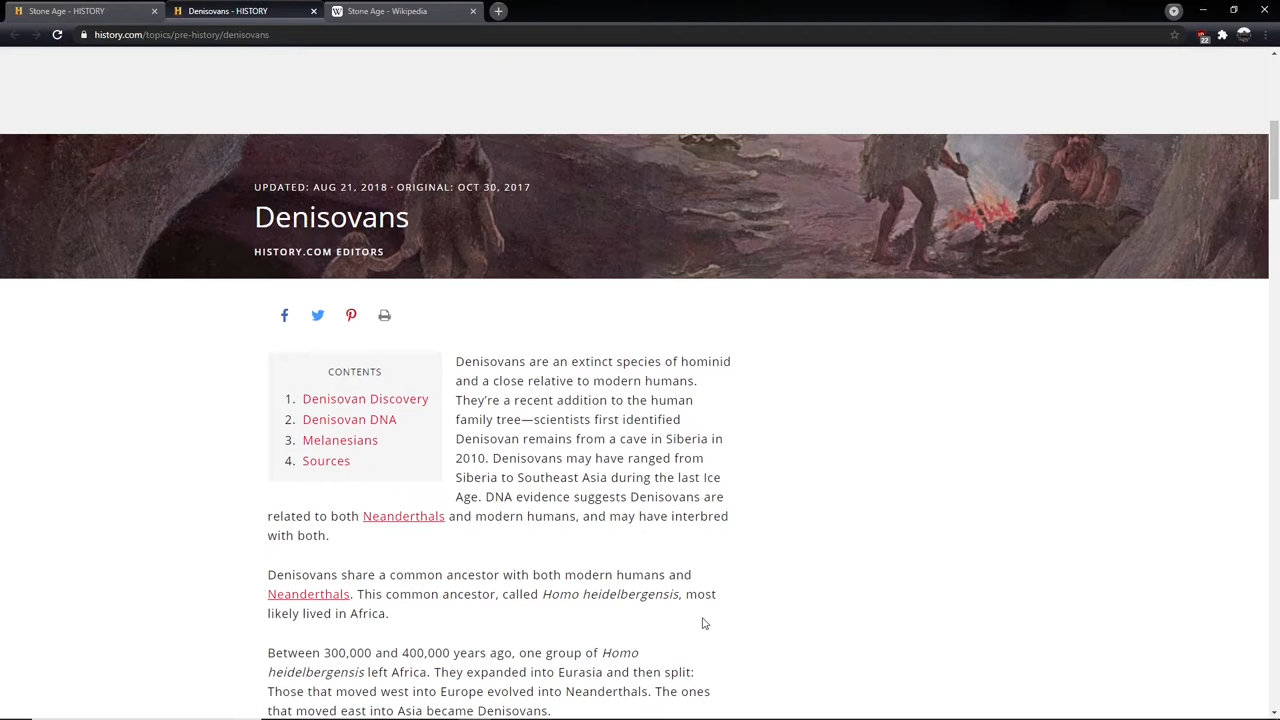 Stone Age - HISTORY
Denisovans - HISTORY
Stone Age - Wikipedia
history.com/topics/pre-history/denisovans
22
UPDATED: AUG 21, 2018 · ORIGINAL: OCT 30, 2017
Denisovans
HISTORY.COM EDITORS
CONTENTS
1. Denisovan Discovery
2. Denisovan DNA
3. Melanesians
4. Sources
Denisovans are an extinct species of hominid
and a close relative to modern humans.
They're a recent addition to the human
family tree—scientists first identified
Denisovan remains from a cave in Siberia in
2010. Denisovans may have ranged from
Siberia to Southeast Asia during the last Ice
Age. DNA evidence suggests Denisovans are
related to both Neanderthals and modern humans, and may have interbred
with both.
Denisovans share a common ancestor with both modern humans and
Neanderthals. This common ancestor, called Homo heidelbergensis, most
likely lived in Africa.
Between 300,000 and 400,000 years ago, one group of Homo
heidelbergensis left Africa. They expanded into Eurasia and then split:
Those that moved west into Europe evolved into Neanderthals. The ones
that moved east into Asia became Denisovans.